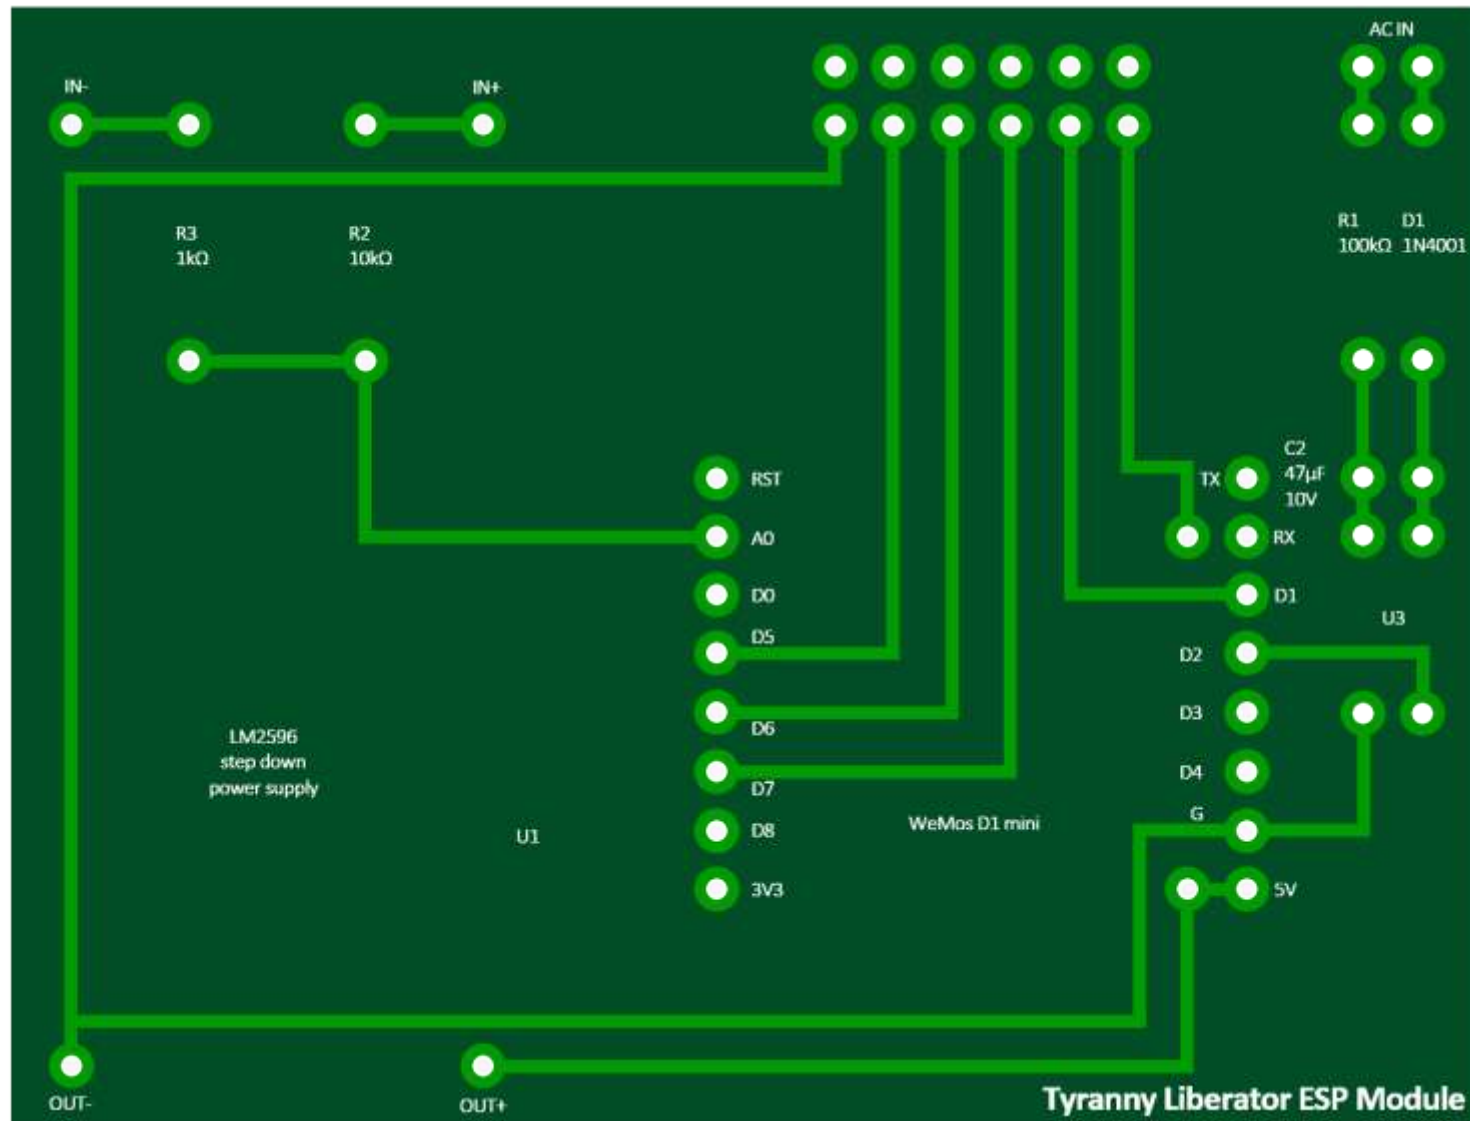 AC IN
IN-
IN+
R3
1kΩ
R2
10kΩ
R1
100kΩ
D1
1N4001
C2
47μF
10V
RST
TX
A0
RX
D0
D1
D5
U3
D2
D6
D3
LM2596
step down
power supply
D7
D4
U1
D8
WeMos D1 mini
G
3V3
5V
OUT-
OUT+
Tyranny Liberator ESP Module